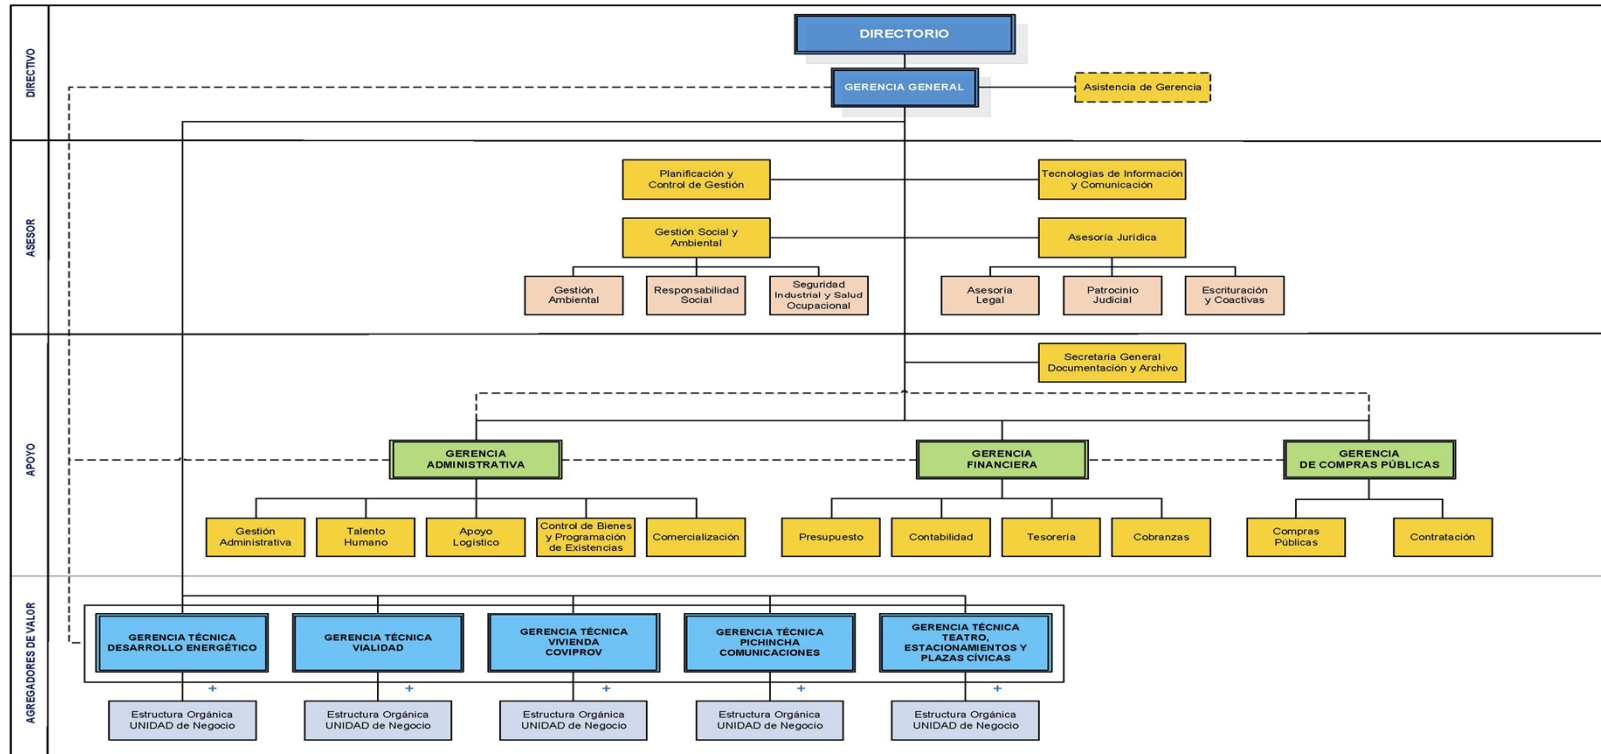 DIRECTIVO
DIRECTORIO
GERENCIA GENERAL
Asistencia de Gerencia
ASESOR
Planificación y
Control de Gestión
Tecnologías de Información
y Comunicación
Gestión Social y
Ambiental
Asesoría Jurídica
Gestión
Ambiental
Responsabilidad
Social
Seguridad
Industrial y Salud
Ocupacional
Asesoría
Legal
Patrocinio
Judicial
Escrituración
y Coactivas
APOYO
Secretaria General
Documentación y Archivo
GERENCIA
ADMINISTRATIVA
GERENCIA
FINANCIERA
GERENCIA
DE COMPRAS PÚBLICAS
Gestión
Administrativa
Talento
Humano
Apoyo
Logístico
Control de Bienes
y Programación
de Existencias
Comercialización
Presupuesto
Contabilidad
Tesorería
Cobranzas
Compras
Públicas
Contratación
AGREGADORES DE VALOR
GERENCIA TÉCNICA
DESARROLLO ENERGÉTICO
GERENCIA TÉCNICA
VIALIDAD
GERENCIA TÉCNICA
VIVIENDA
COVIPROV
GERENCIA TÉCNICA
PICHINCHA
COMUNICACIONES
GERENCIA TÉCNICA
TEATRO,
ESTACIONAMIENTOS Y
PLAZAS CÍVICAS
+
+
+
+
+
Estructura Orgánica
UNIDAD de Negocio
Estructura Orgánica
UNIDAD de Negocio
Estructura Orgánica
UNIDAD de Negocio
Estructura Orgánica
UNIDAD de Negocio
Estructura Orgánica
UNIDAD de Negocio